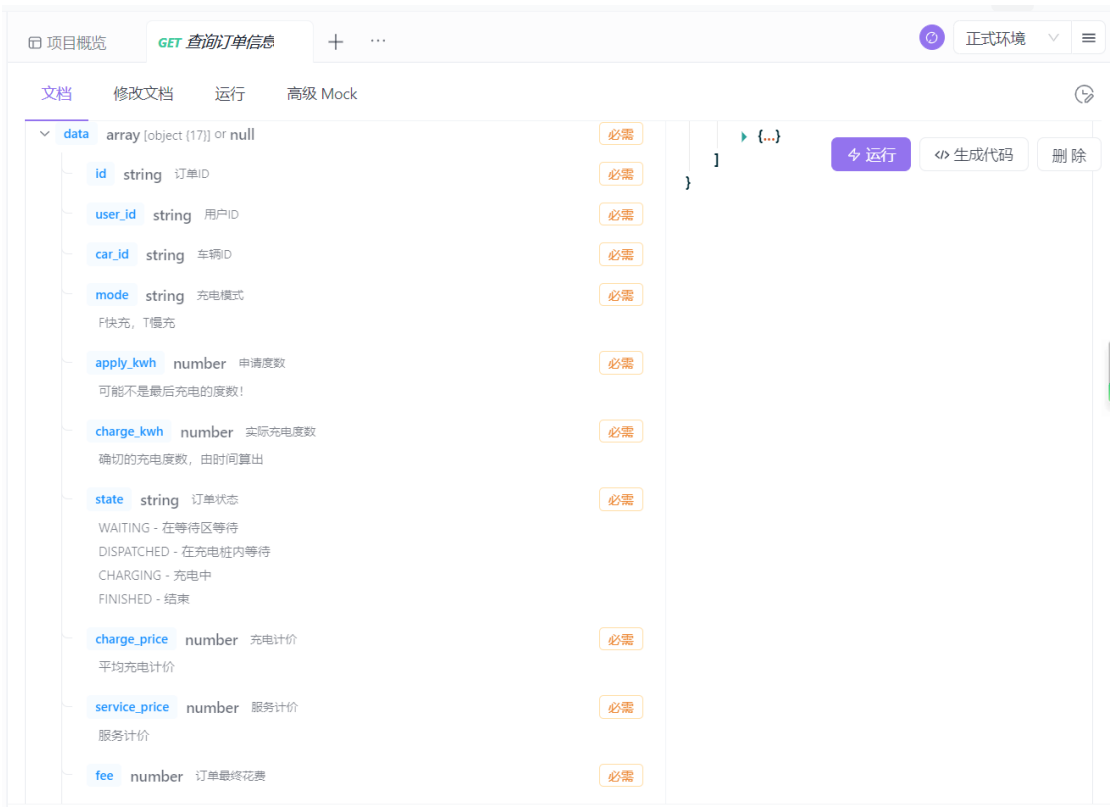 项目概览
GET 查询订单信息
+ ...
正式环境
文档 修改文档 运行 高级 Mock
data array [object {17}] or null 必需
id string 订单ID 必需
user_id string 用户ID 必需
car_id string 车辆ID 必需
mode string 充电模式 必需
F快充，T慢充
apply_kwh number 申请度数 必需
可能不是最后充电的度数！
charge_kwh number 实际充电度数 必需
确切的充电度数，由时间算出
state string 订单状态 必需
WAITING - 在等待区等待
DISPATCHED - 在充电桩内等待
CHARGING - 充电中
FINISHED - 结束
charge_price number 充电计价 必需
平均充电计价
service_price number 服务计价 必需
服务计价
fee number 订单最终花费 必需
{...}
]
}
运行 </> 生成代码 删 除